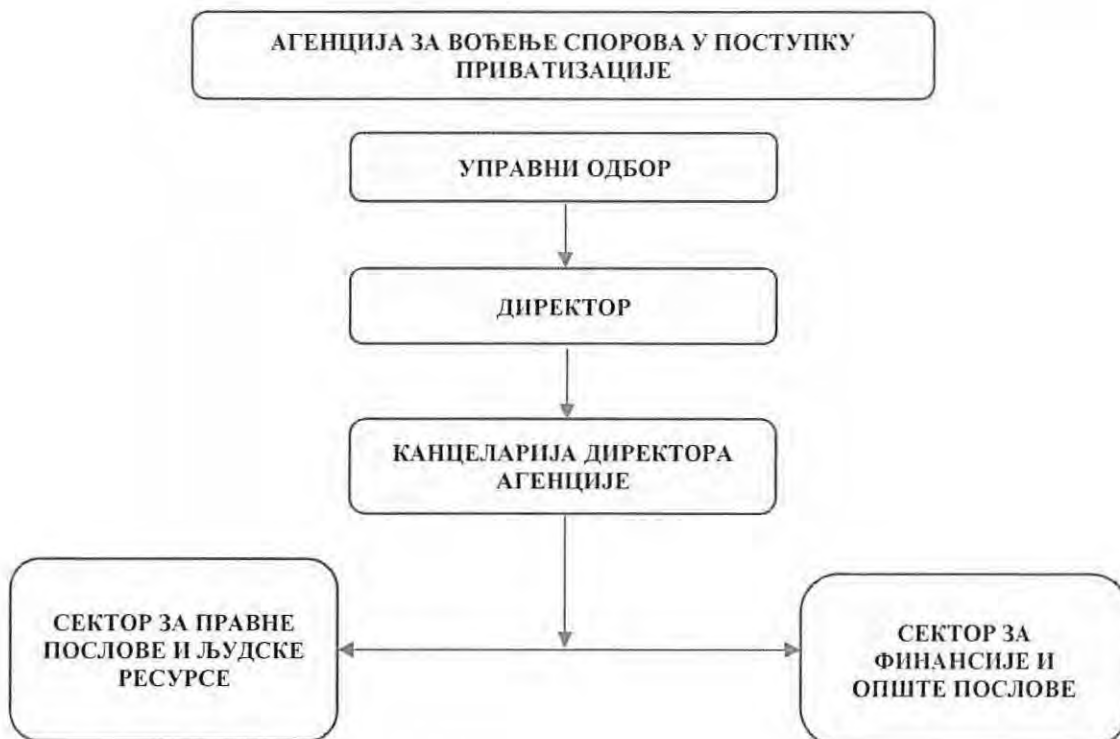 АГЕНЦИЈА ЗА ВОЂЕЊЕ СПОРОВА У ПОСТУПКУ
ПРИВАТИЗАЦИЈЕ
УПРАВНИ ОДБОР
ДИРЕКТОР
КАНЦЕЛАРИЈА ДИРЕКТОРА
АГЕНЦИЈЕ
СЕКТОР ЗА ПРАВНЕ
ПОСЛОВЕ И ЉУДСКЕ
РЕСУРСЕ
СЕКТОР ЗА
ФИНАНСИЈЕ И
ОПШТЕ ПОСЛОВЕ